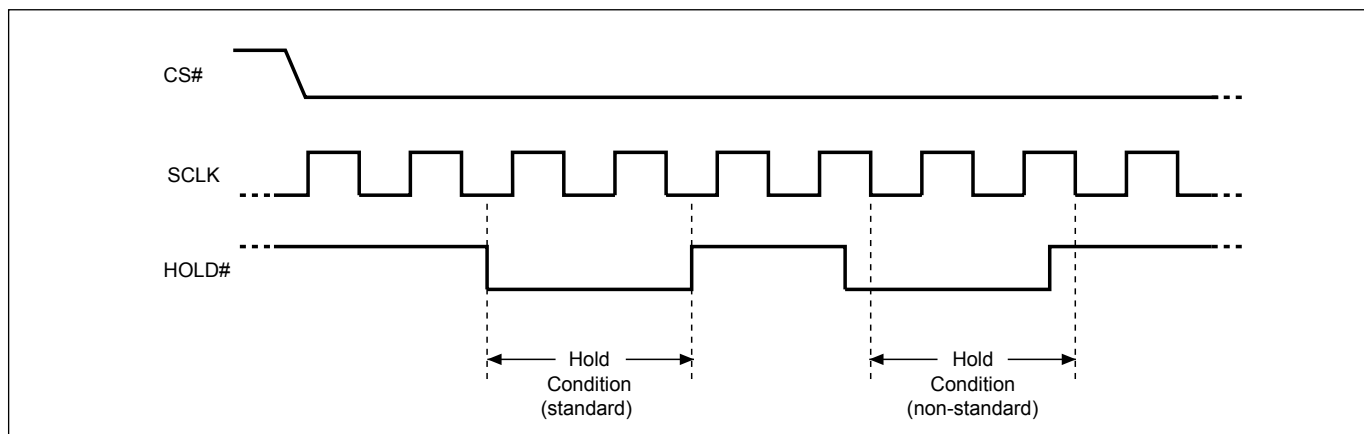 CS#
SCLK
HOLD#
Hold
Condition
(standard)
Hold
Condition
(non-standard)